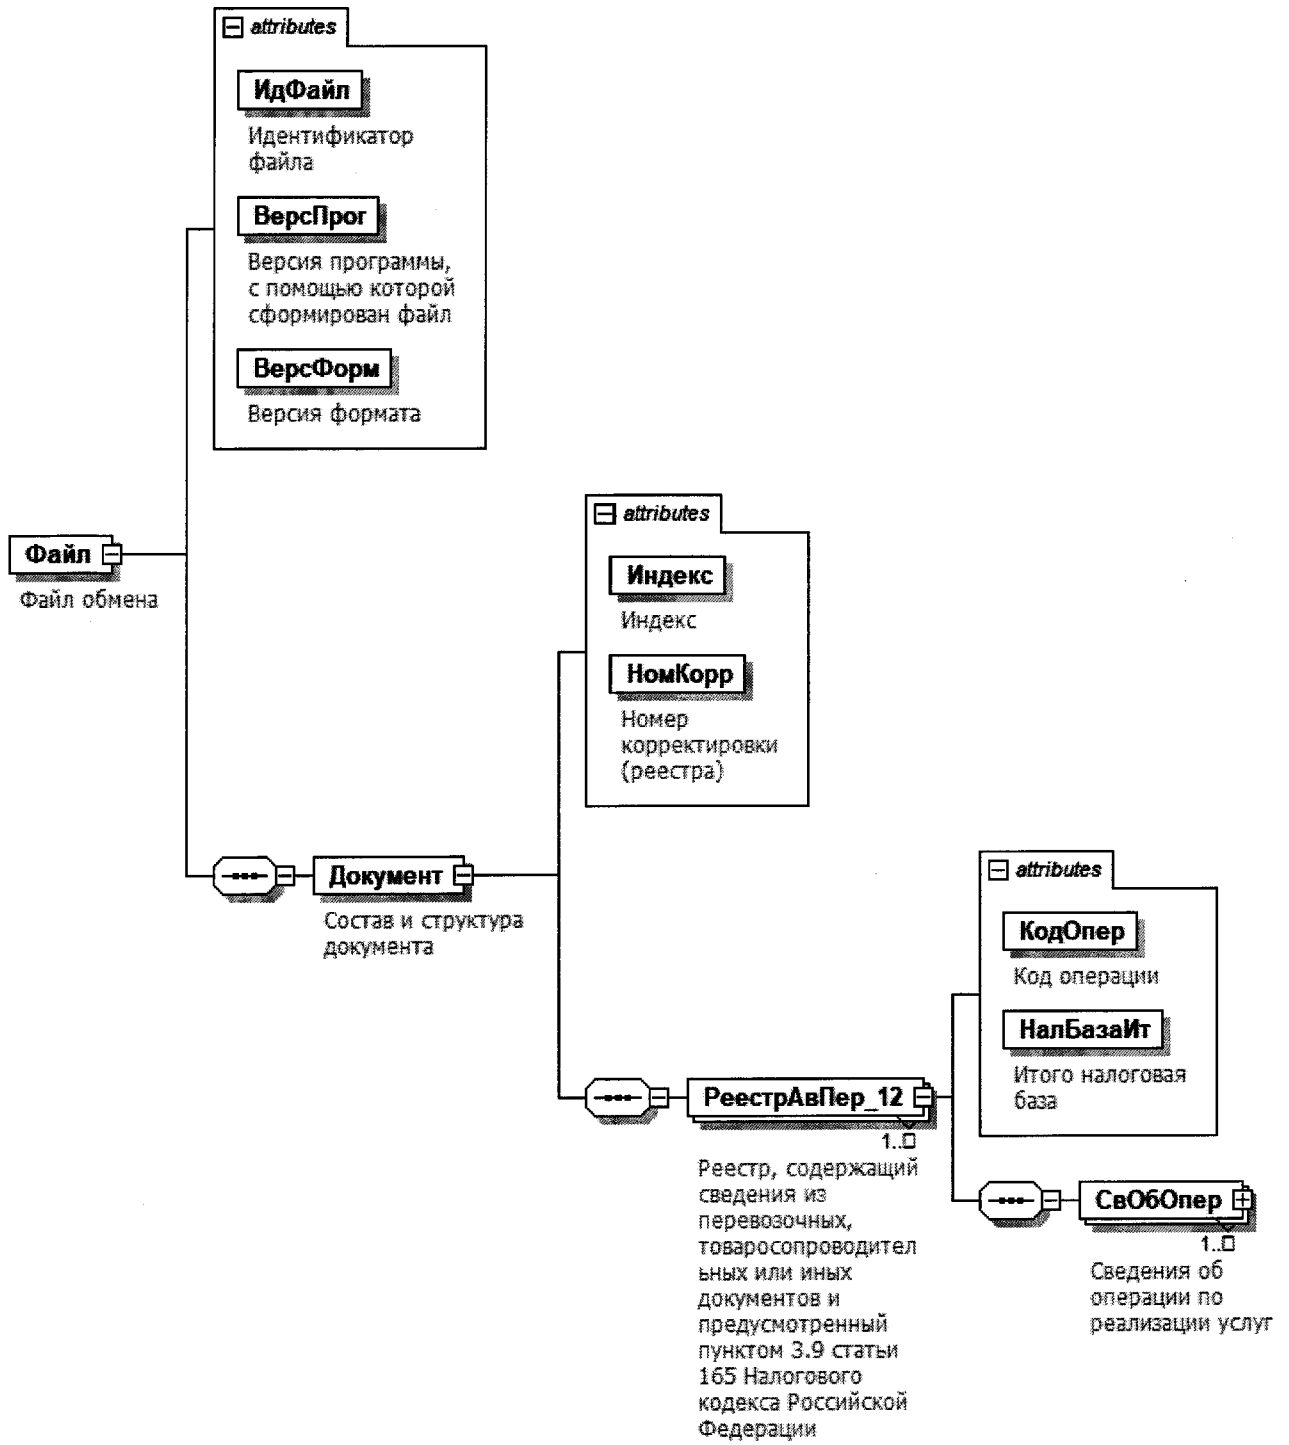 attributes
ИдФайл
Идентификатор
файла
ВерсПрог
Версия программы,
с помощью которой
сформирован файл
ВерсФорм
Версия формата
Файл
Файл обмена
attributes
Индекс
Индекс
НомКорр
Номер
корректировки
(реестра)
Документ
Состав и структура
документа
attributes
КодОпер
Код операции
НалБазаИт
Итого налоговая
база
РеестрАвПер_12
1..□
Реестр, содержащий
сведения из
перевозочных,
товаросопроводител
ьных или иных
документов и
предусмотренный
пунктом 3.9 статьи
165 Налогового
кодекса Российской
Федерации
СвОбОпер
1..□
Сведения об
операции по
реализации услуг